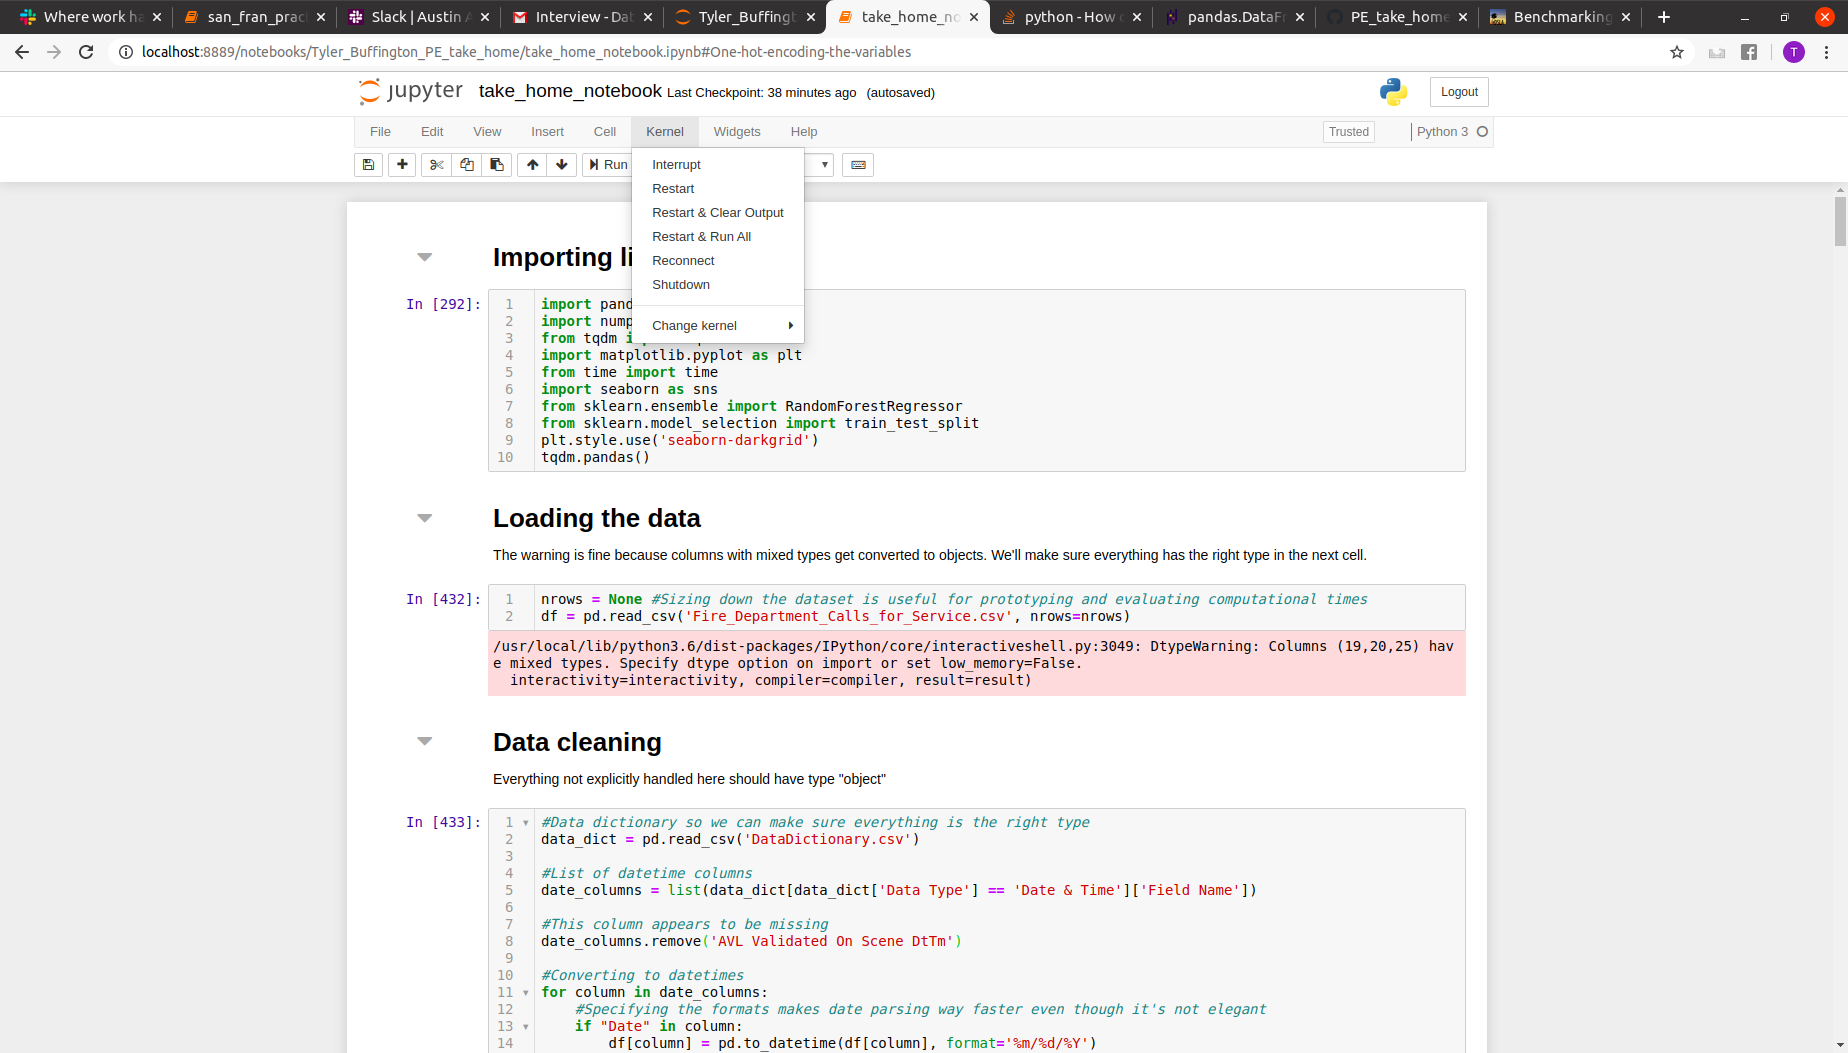 Where work ha
san_fran_prac
Slack | Austin A
Interview - Dat
Tyler_Buffingt
take_home_no
python - How
pandas.DataFr
PE_take_home
Benchmarking
localhost:8889/notebooks/Tyler_Buffington_PE_take_home/take_home_notebook.ipynb#One-hot-encoding-the-variables
T
jupyter take_home_notebook Last Checkpoint: 38 minutes ago (autosaved)
Logout
File Edit View Insert Cell Kernel Widgets Help
Trusted
Python 3
Run
Interrupt
Restart
Restart & Clear Output
Restart & Run All
Reconnect
Shutdown
Change kernel
Importing li
In [292]:
1 import pand
2 import nump
3 from tqdm
4 import matplotlib.pyplot as plt
5 from time import time
6 import seaborn as sns
7 from sklearn.ensemble import RandomForestRegressor
8 from sklearn.model_selection import train_test_split
9 plt.style.use('seaborn-darkgrid')
10 tqdm.pandas()
Loading the data
The warning is fine because columns with mixed types get converted to objects. We'll make sure everything has the right type in the next cell.
In [432]:
1 nrows = None #Sizing down the dataset is useful for prototyping and evaluating computational times
2 df = pd.read_csv('Fire_Department_Calls_for_Service.csv', nrows=nrows)
/usr/local/lib/python3.6/dist-packages/IPython/core/interactiveshell.py:3049: DtypeWarning: Columns (19,20,25) hav
e mixed types. Specify dtype option on import or set low_memory=False.
interactivity=interactivity, compiler=compiler, result=result)
Data cleaning
Everything not explicitly handled here should have type "object"
In [433]:
1 #Data dictionary so we can make sure everything is the right type
2 data_dict = pd.read_csv('DataDictionary.csv')
3
4 #List of datetime columns
5 date_columns = list(data_dict[data_dict['Data Type'] == 'Date & Time']['Field Name'])
6
7 #This column appears to be missing
8 date_columns.remove('AVL Validated On Scene DtTm')
9
10 #Converting to datetimes
11 for column in date_columns:
12 #Specifying the formats makes date parsing way faster even though it's not elegant
13 if "Date" in column:
14 df[column] = pd.to_datetime(df[column], format='%m/%d/%Y')